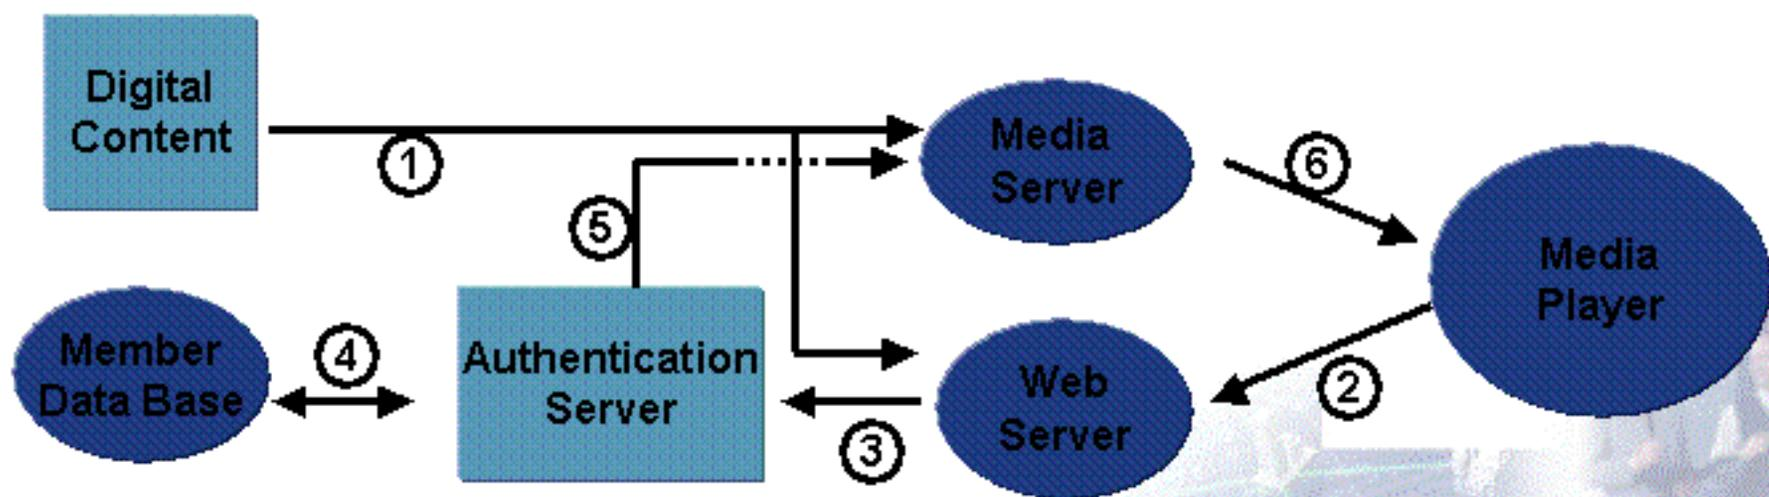 Digital
Content
1
Media
Server
6
5
Media
Player
Member
Data Base
4
Authentication
Server
3
Web
Server
2